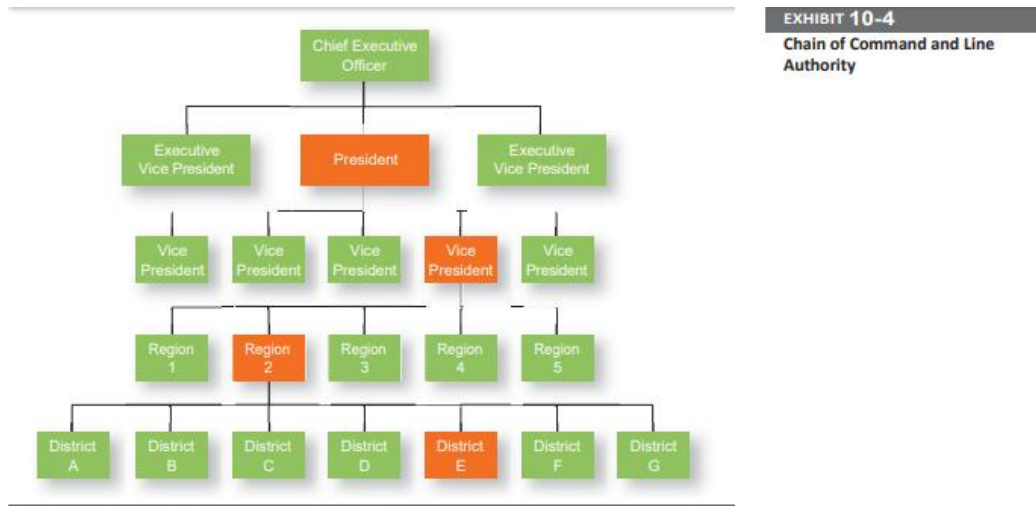 EXHIBIT 10-4
Chain of Command and Line
Authority
Chief Executive
Officer
Executive
Vice President
President
Executive
Vice President
Vice
President
Vice
President
Vice
President
Vice
President
Vice
President
Region
1
Region
2
Region
3
Region
4
Region
5
District
A
District
B
District
C
District
D
District
E
District
F
District
G